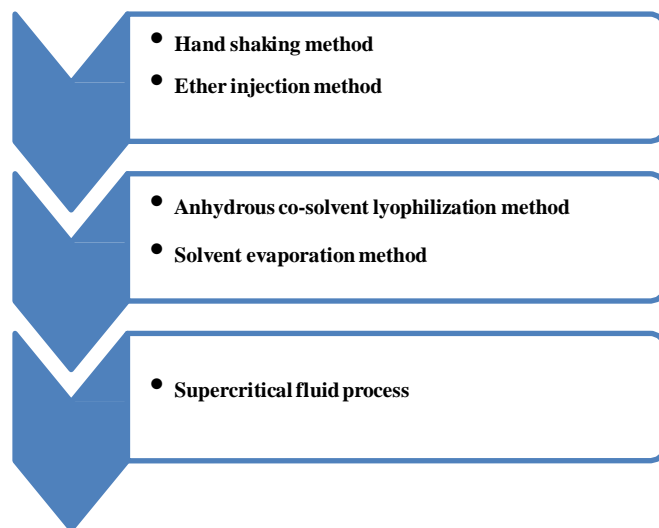 • Hand shaking method
• Ether injection method
• Anhydrous co-solvent lyophilization method
• Solvent evaporation method
• Supercritical fluid process